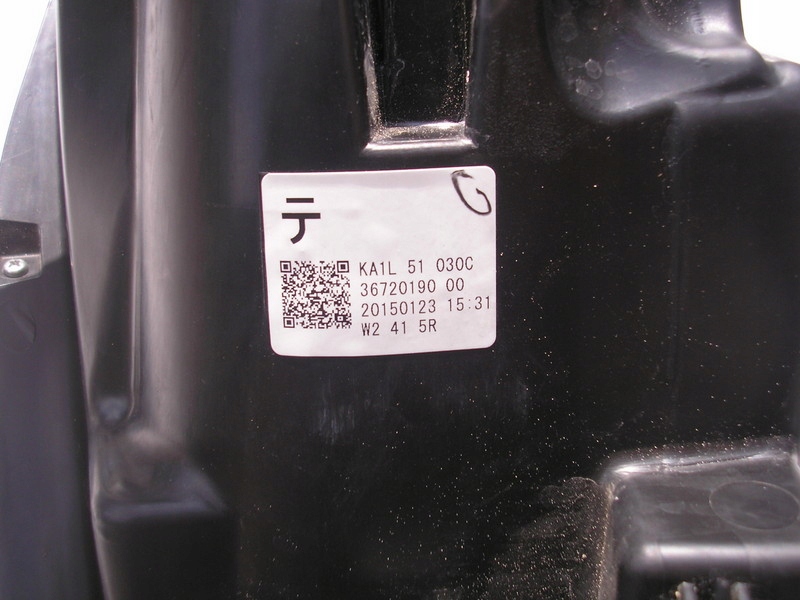 テ
G
KA1L 51 030C
36720190 00
20150123 15:31
W2 41 5R